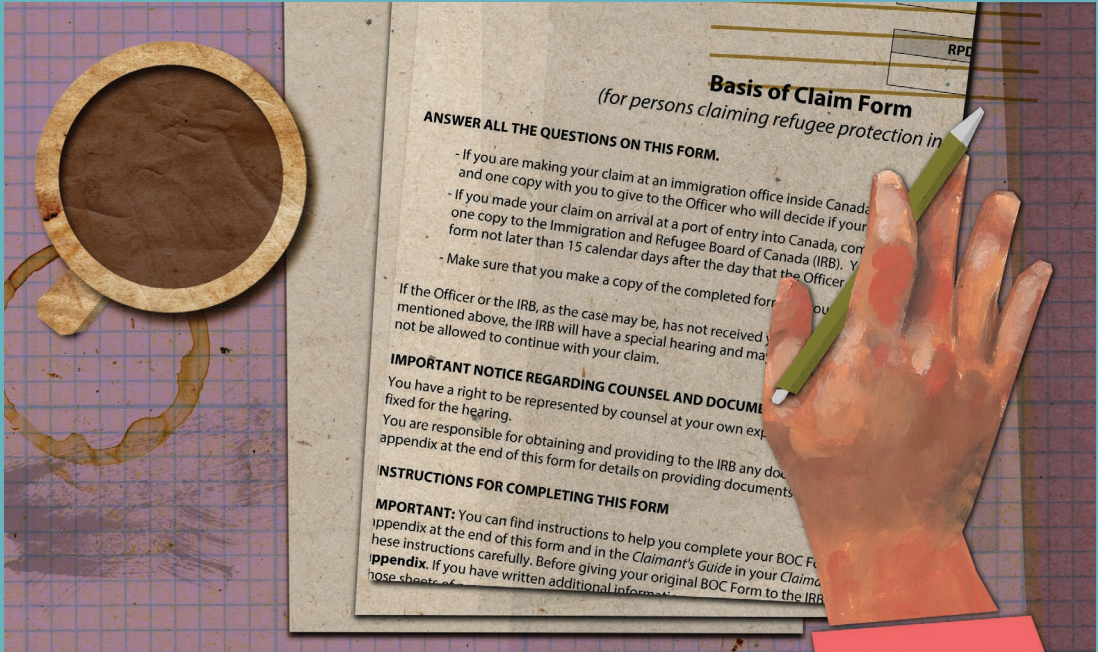 RPD
Basis of Claim Form
(for persons claiming refugee protection in
ANSWER ALL THE QUESTIONS ON THIS FORM.
- If you are making your claim at an immigration office inside Canada
and one copy with you to give to the Officer who will decide if your
- If you made your claim on arrival at a port of entry into Canada, com
one copy to the Immigration and Refugee Board of Canada (IRB). Y
form not later than 15 calendar days after the day that the Officer
- Make sure that you make a copy of the completed for
If the Officer or the IRB, as the case may be, has not received y
mentioned above, the IRB will have a special hearing and ma
not be allowed to continue with your claim.
IMPORTANT NOTICE REGARDING COUNSEL AND DOCUME
You have a right to be represented by counsel at your own exp
fixed for the hearing.
You are responsible for obtaining and providing to the IRB any doc
appendix at the end of this form for details on providing documents
NSTRUCTIONS FOR COMPLETING THIS FORM
MPORTANT: You can find instructions to help you complete your BOC F
ppendix at the end of this form and in the Claimant's Guide in your Claima
hese instructions carefully. Before giving your original BOC Form to the IRB
ppendix. If you have written additional informati
hose sheets of